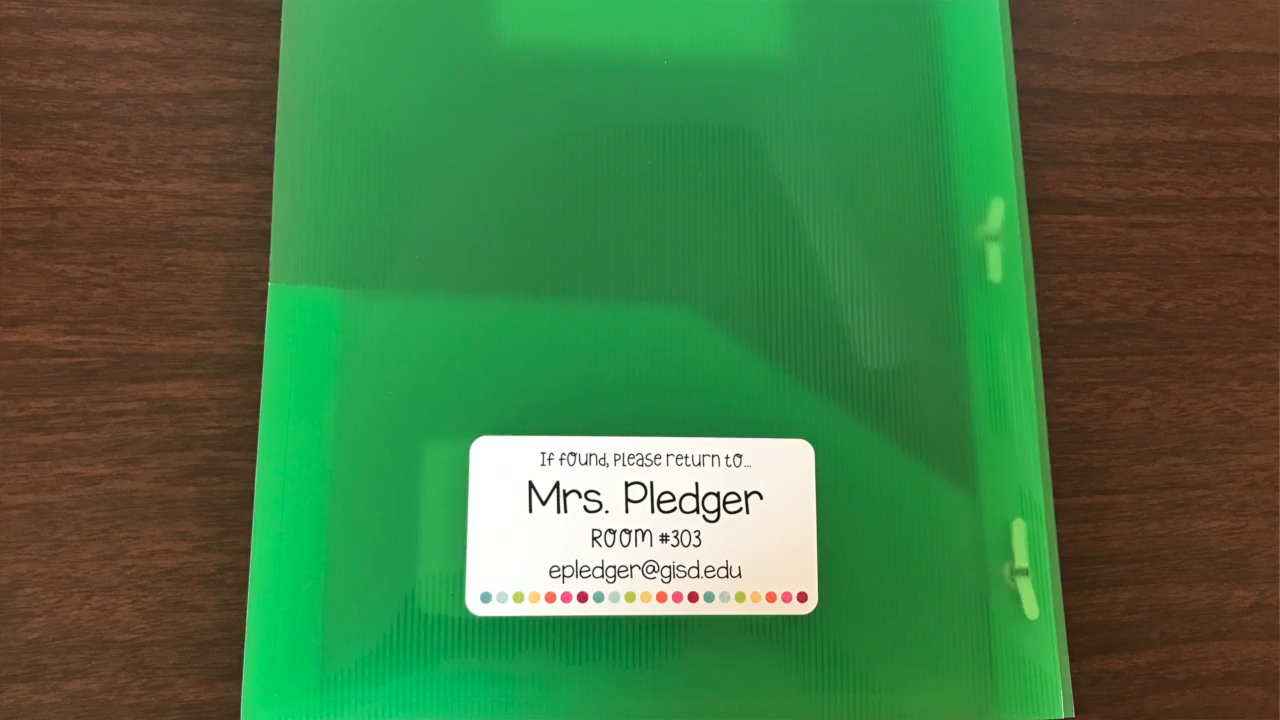 If found, Please return to...
Mrs. Pledger
ROOM #303
epledger@gisd.edu